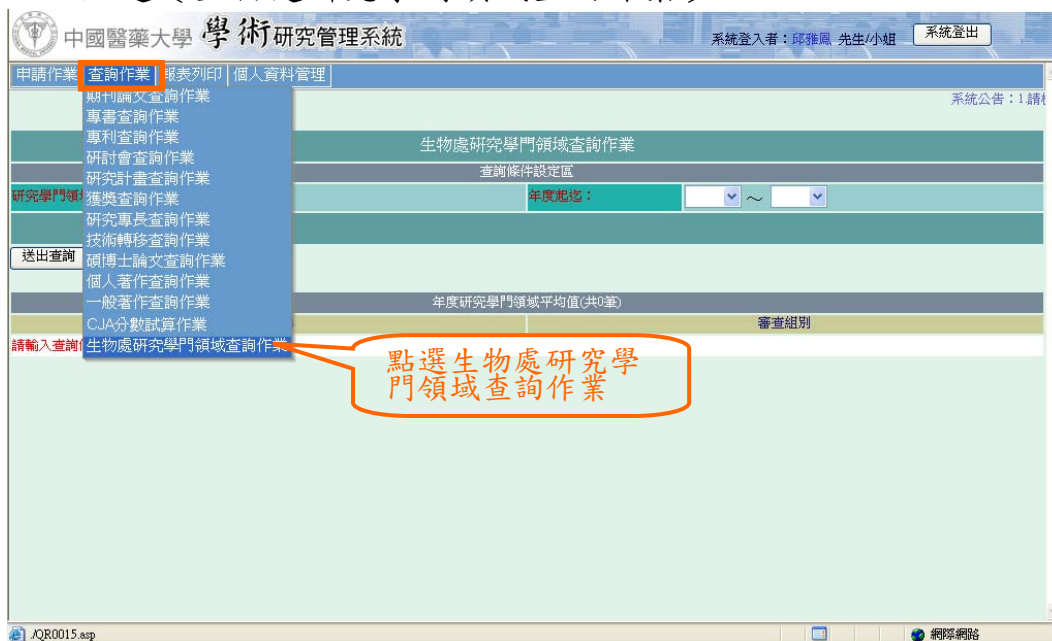 中國醫藥大學 學術研究管理系統
系統登入者：邱雅鳳 先生/小姐 系統登出
申請作業 查詢作業 報表列印 個人資料管理
系統公告：1.請
期刊論文查詢作業
專書查詢作業
專利查詢作業
研討會查詢作業
研究計畫查詢作業
獲獎查詢作業
研究專長查詢作業
技術轉移查詢作業
碩博士論文查詢作業
個人著作查詢作業
一般著作查詢作業
CJA分數試算作業
生物處研究學門領域查詢作業
生物處研究學門領域查詢作業
查詢條件設定區
研究學門領 年度起迄： ～
送出查詢
年度研究學門領域平均值(共0筆)
審查組別
請輸入查詢
點選生物處研究學
門領域查詢作業
./QR0015.asp 網際網路